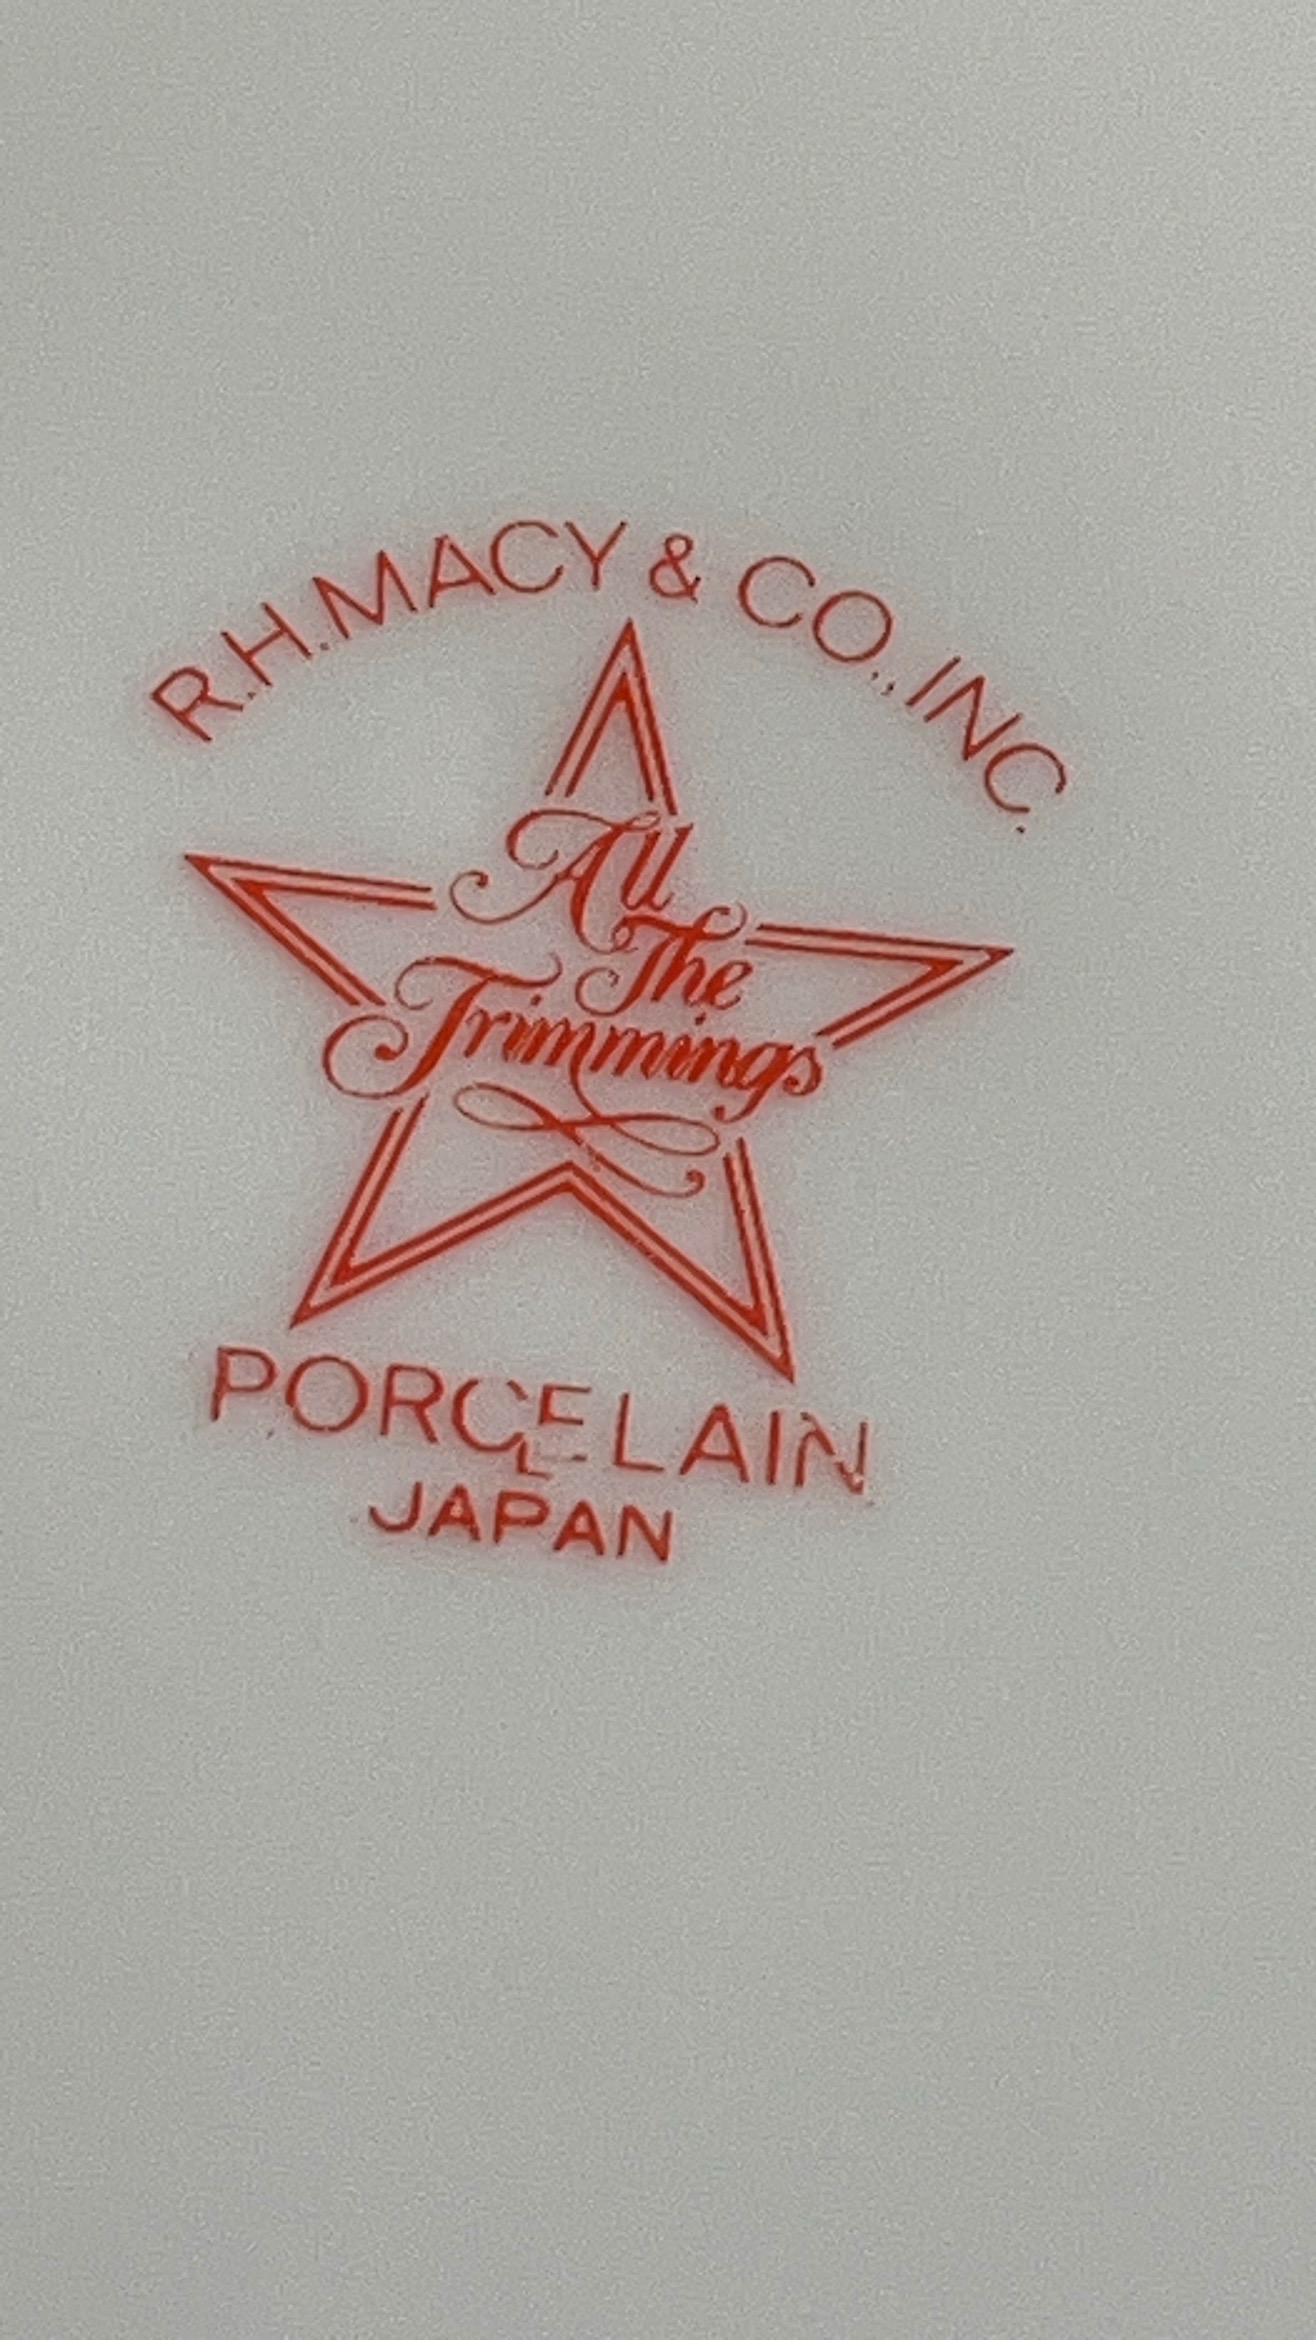 R.H. MACY & CO., INC.
All
The
Trimmings
PORCELAIN
JAPAN